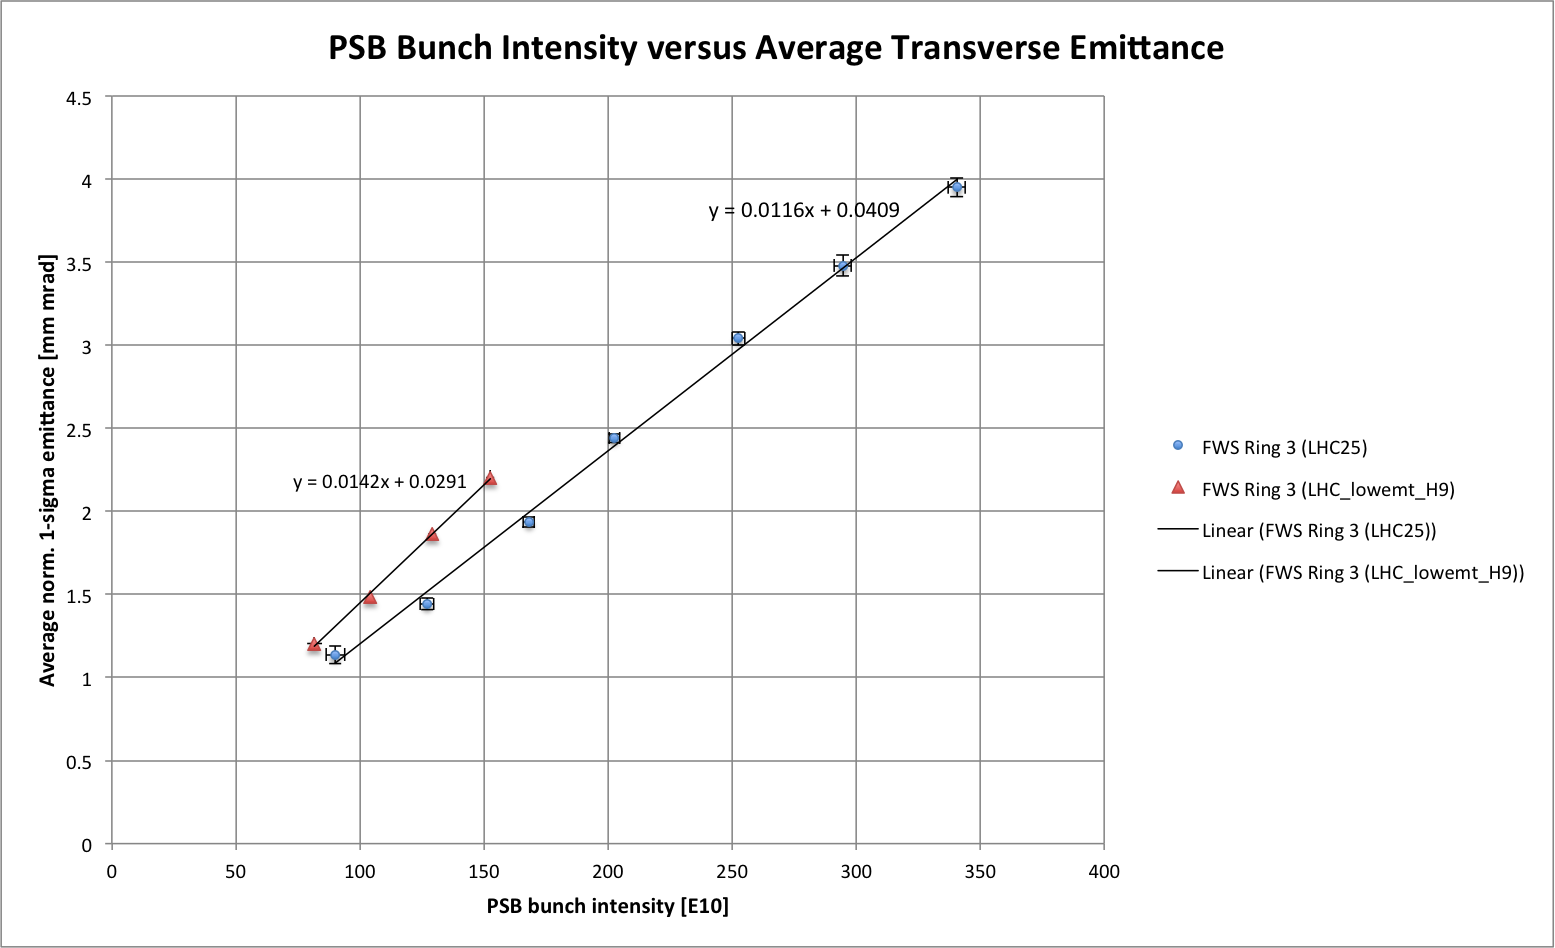 PSB Bunch Intensity versus Average Transverse Emittance
4.5
4
3.5
3
2.5
2
1.5
1
0.5
0
Average norm. 1-sigma emittance [mm mrad]
y = 0.0116x + 0.0409
y = 0.0142x + 0.0291
0 50 100 150 200 250 300 350 400
PSB bunch intensity [E10]
FWS Ring 3 (LHC25)
FWS Ring 3 (LHC_lowemt_H9)
Linear (FWS Ring 3 (LHC25))
Linear (FWS Ring 3 (LHC_lowemt_H9))